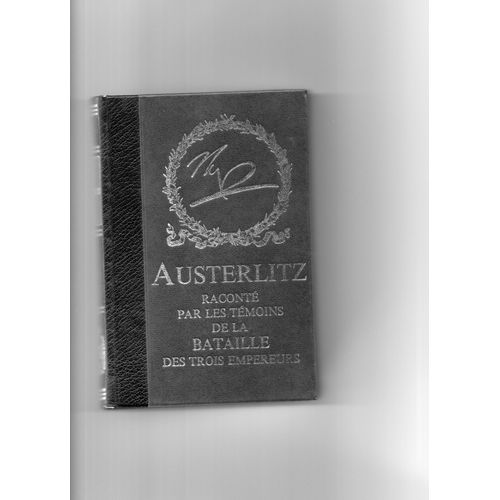 AUSTERLITZ
RACONTÉ
PAR LES TÉMOINS
DE LA
BATAILLE
DES TROIS EMPEREURS